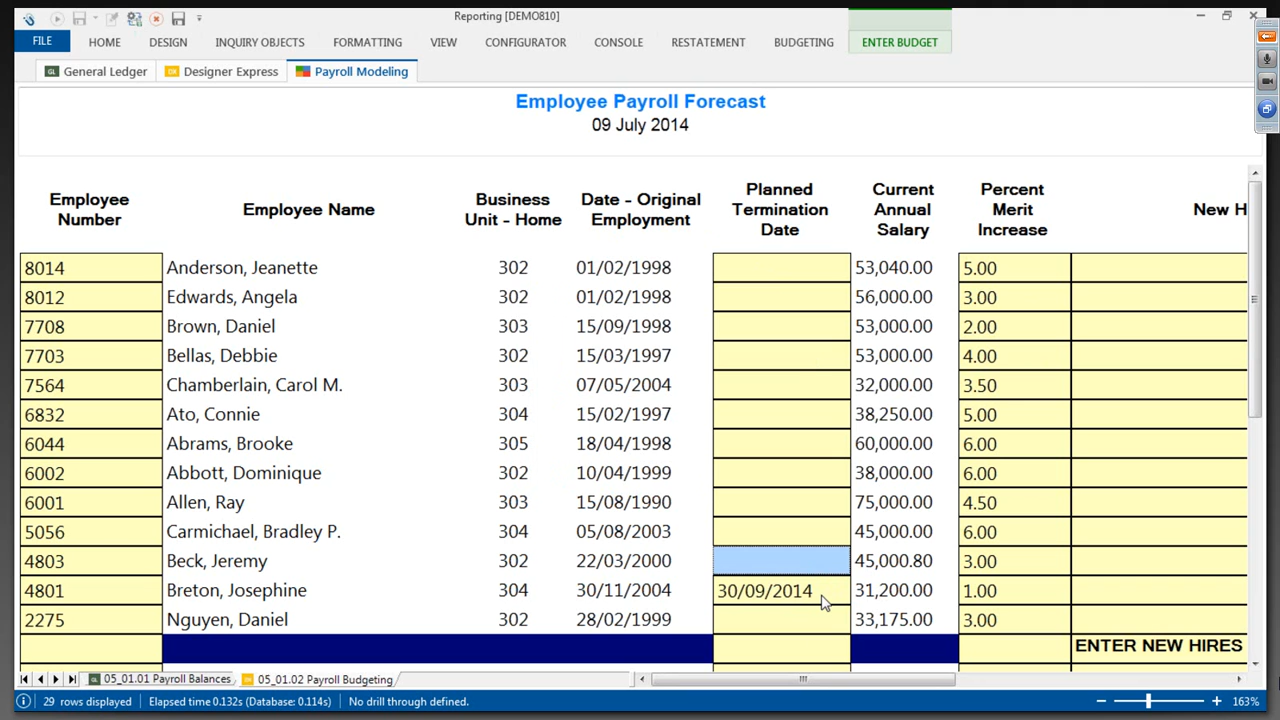 Reporting [DEMO810]
FILE HOME DESIGN INQUIRY OBJECTS FORMATTING VIEW CONFIGURATOR CONSOLE RESTATEMENT BUDGETING ENTER BUDGET
General Ledger Designer Express Payroll Modeling
Employee Payroll Forecast
09 July 2014
Employee Number Employee Name Business Unit - Home Date - Original Employment Planned Termination Date Current Annual Salary Percent Merit Increase New H
8014 Anderson, Jeanette 302 01/02/1998 53,040.00 5.00
8012 Edwards, Angela 302 01/02/1998 56,000.00 3.00
7708 Brown, Daniel 303 15/09/1998 53,000.00 2.00
7703 Bellas, Debbie 302 15/03/1997 53,000.00 4.00
7564 Chamberlain, Carol M. 303 07/05/2004 32,000.00 3.50
6832 Ato, Connie 304 15/02/1997 38,250.00 5.00
6044 Abrams, Brooke 305 18/04/1998 60,000.00 6.00
6002 Abbott, Dominique 302 10/04/1999 38,000.00 6.00
6001 Allen, Ray 303 15/08/1990 75,000.00 4.50
5056 Carmichael, Bradley P. 304 05/08/2003 45,000.00 6.00
4803 Beck, Jeremy 302 22/03/2000 45,000.80 3.00
4801 Breton, Josephine 304 30/11/2004 30/09/2014 31,200.00 1.00
2275 Nguyen, Daniel 302 28/02/1999 33,175.00 3.00
ENTER NEW HIRES
05_01.01 Payroll Balances 05_01.02 Payroll Budgeting
29 rows displayed Elapsed time 0.132s (Database: 0.114s) No drill through defined. 163%